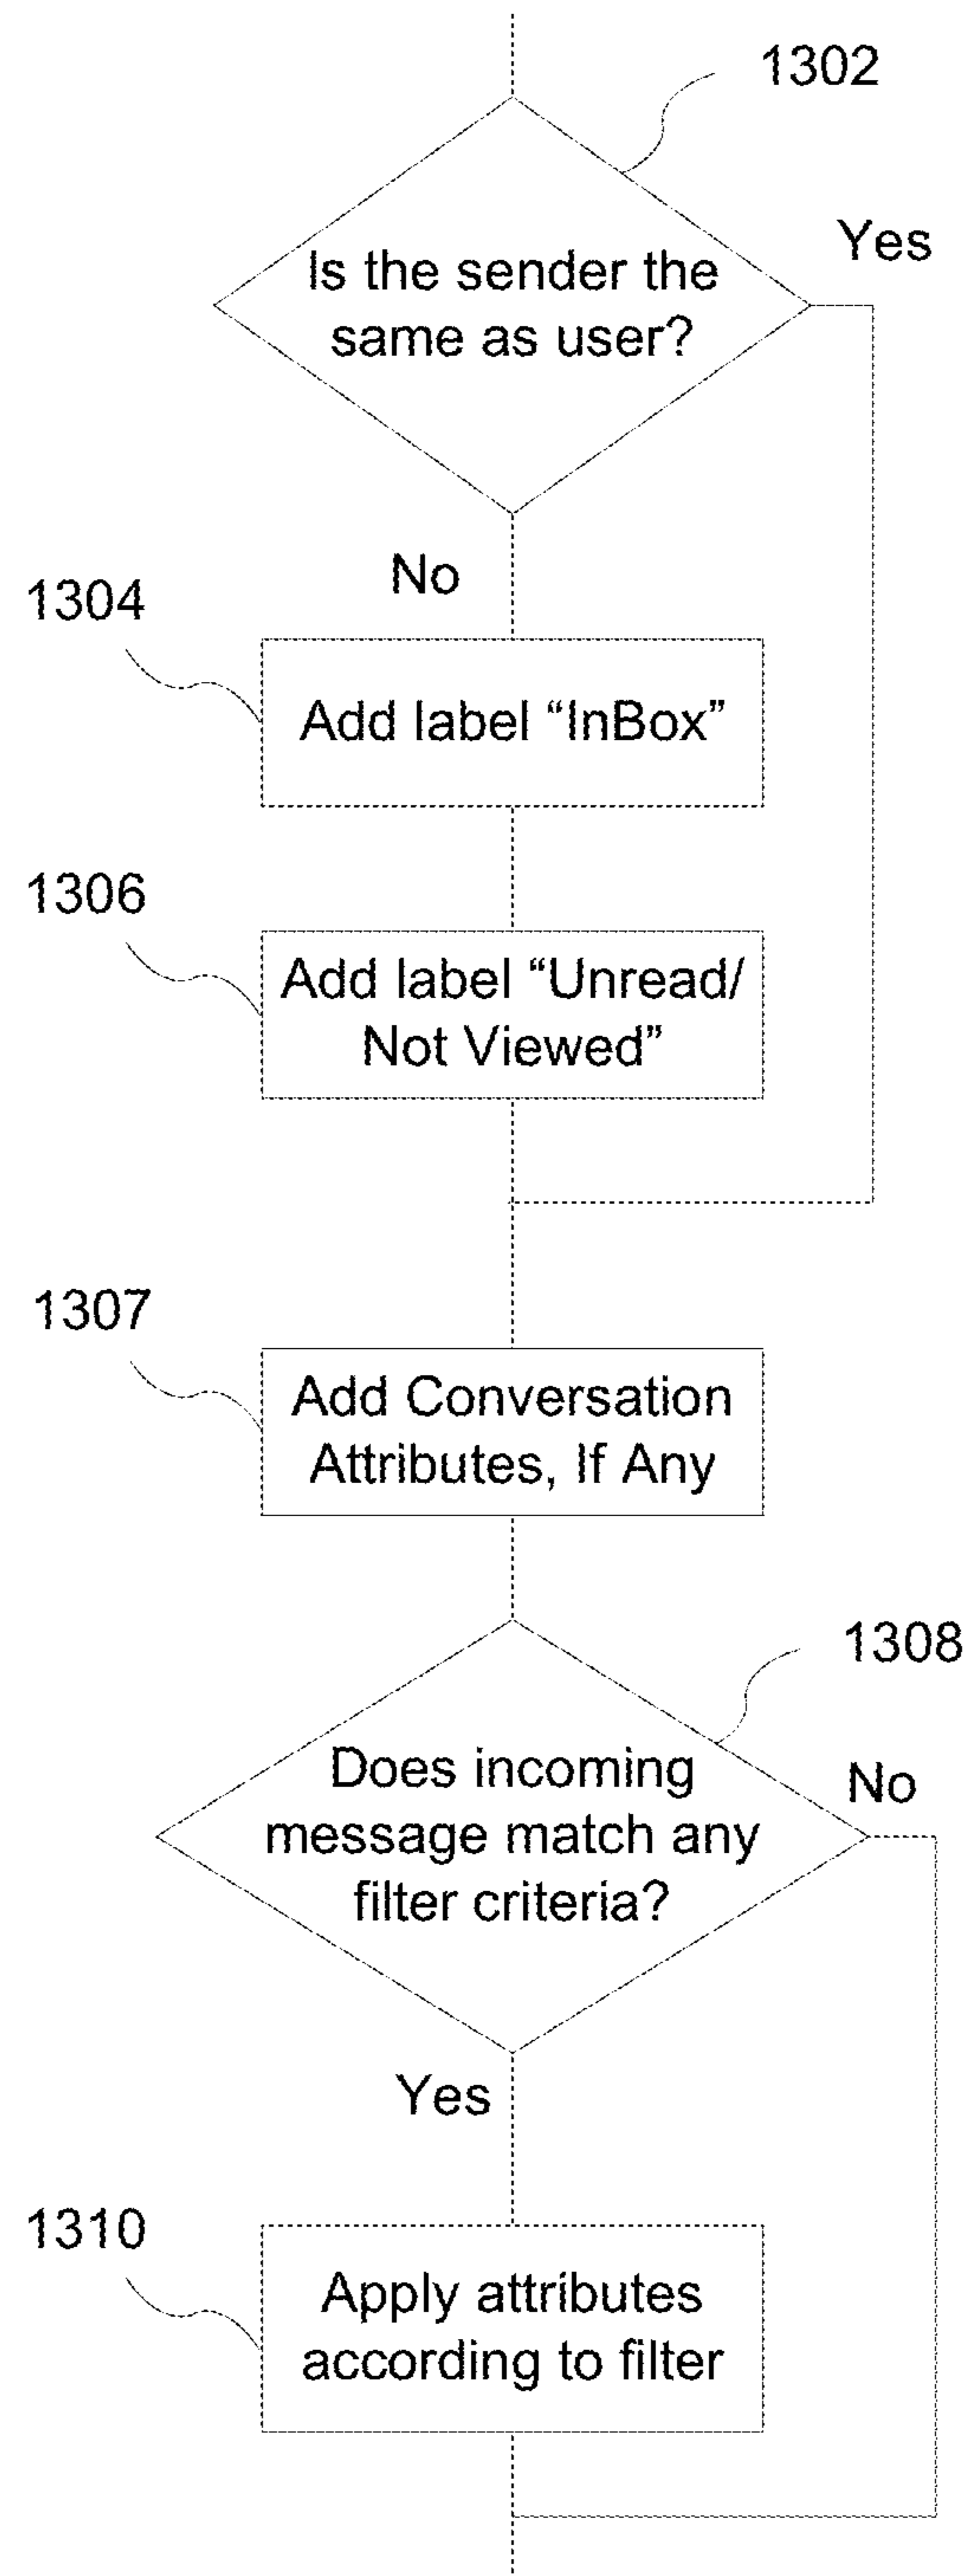 1302
Yes
Is the sender the
same as user?
No
1304
Add label “InBox”
1306
Add label “Unread/
Not Viewed”
1307
Add Conversation
Attributes, If Any
1308
No
Does incoming
message match any
filter criteria?
Yes
1310
Apply attributes
according to filter